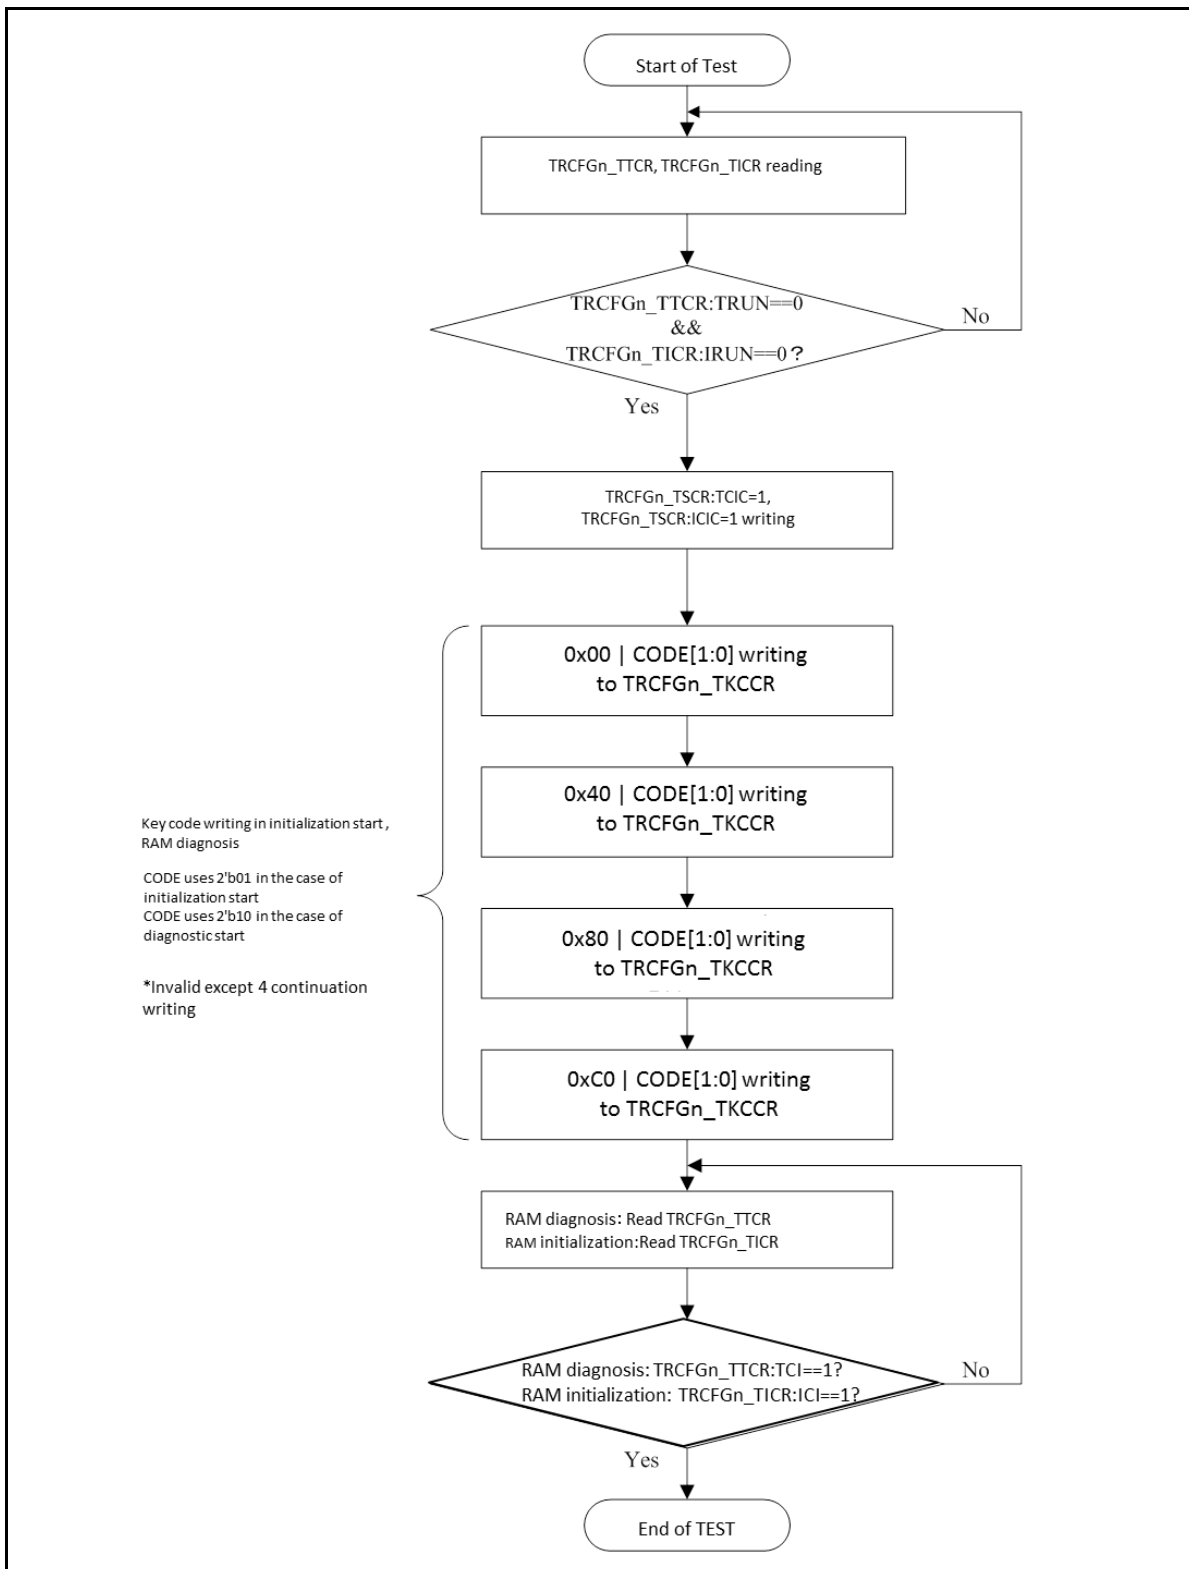 Start of Test
TRCFGn_TTCR, TRCFGn_TICR reading
TRCFGn_TTCR:TRUN==0
&&
TRCFGn_TICR:IRUN==0?
No
Yes
TRCFGn_TSCR:TCIC=1,
TRCFGn_TSCR:ICIC=1 writing
0x00 | CODE[1:0] writing
to TRCFGn_TKCCR
0x40 | CODE[1:0] writing
to TRCFGn_TKCCR
Key code writing in initialization start ,
RAM diagnosis
CODE uses 2'b01 in the case of
initialization start
CODE uses 2'b10 in the case of
diagnostic start
*Invalid except 4 continuation
writing
0x80 | CODE[1:0] writing
to TRCFGn_TKCCR
0xC0 | CODE[1:0] writing
to TRCFGn_TKCCR
RAM diagnosis: Read TRCFGn_TTCR
RAM initialization:Read TRCFGn_TICR
RAM diagnosis: TRCFGn_TTCR:TCI==1?
RAM initialization: TRCFGn_TICR:ICI==1?
No
Yes
End of TEST